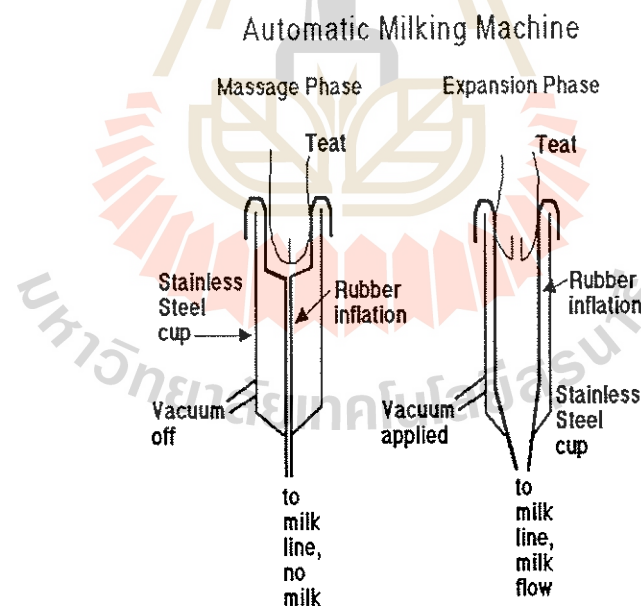 Automatic Milking Machine
Massage Phase
Expansion Phase
Teat
Teat
Stainless
Steel
cup
Rubber
inflation
Rubber
inflation
Vacuum
off
Vacuum
applied
Stainless
Steel
cup
to
milk
line,
no
milk
to
milk
line,
milk
flow